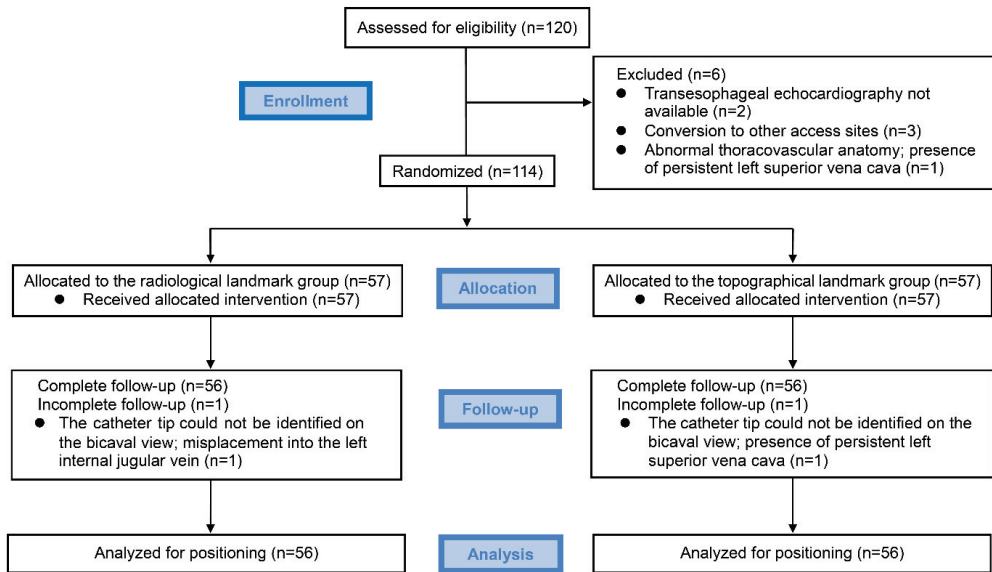 Assessed for eligibility (n=120)
Enrollment
Excluded (n=6)
● Transesophageal echocardiography not
available (n=2)
● Conversion to other access sites (n=3)
● Abnormal thoracovascular anatomy; presence
of persistent left superior vena cava (n=1)
Randomized (n=114)
Allocated to the radiological landmark group (n=57)
● Received allocated intervention (n=57)
Allocation
Allocated to the topographical landmark group (n=57)
● Received allocated intervention (n=57)
Complete follow-up (n=56)
Incomplete follow-up (n=1)
● The catheter tip could not be identified on
the bicaval view; misplacement into the left
internal jugular vein (n=1)
Follow-up
Complete follow-up (n=56)
Incomplete follow-up (n=1)
● The catheter tip could not be identified on the
bicaval view; presence of persistent left
superior vena cava (n=1)
Analyzed for positioning (n=56)
Analysis
Analyzed for positioning (n=56)